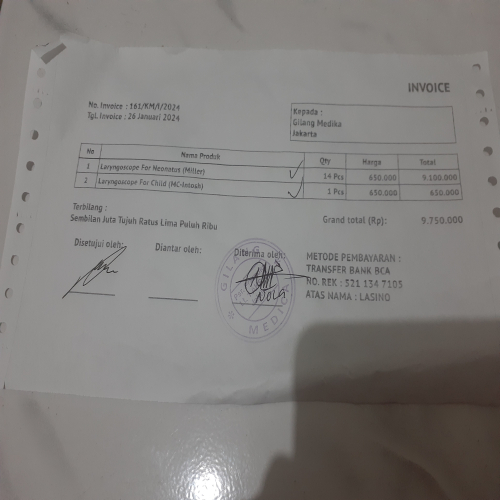 INVOICE
No. Invoice : 161/KM/I/2024
Tgl. Invoice : 26 Januari 2024
Kepada :
Gilang Medika
Jakarta
No Nama Produk Qty Harga Total
1 Laryngoscope For Neonatus (Miller) 14 Pcs 650.000 9.100.000
2 Laryngoscope For Child (MC-Intosh) 1 Pcs 650.000 650.000
Terbilang :
Sembilan Juta Tujuh Ratus Lima Puluh Ribu
Grand total (Rp): 9.750.000
Disetujui oleh: Diantar oleh: Diterima oleh:
METODE PEMBAYARAN :
TRANSFER BANK BCA
NO. REK : 521 134 7105
ATAS NAMA : LASINO
GILANG
MEDIKA
NOLA